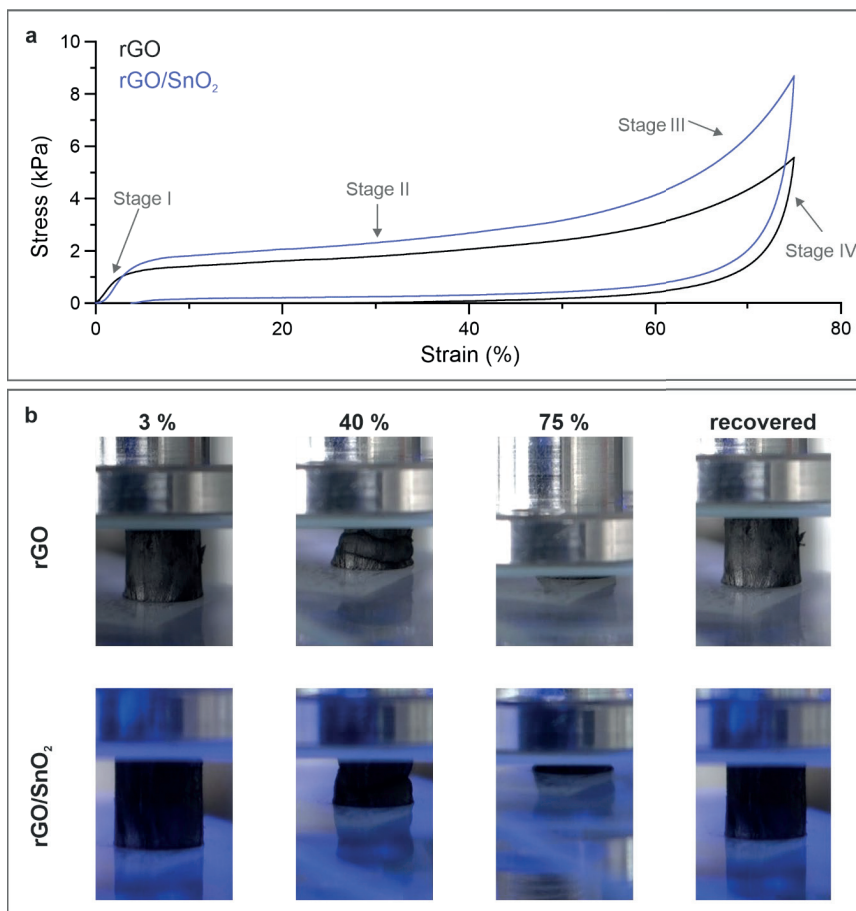 a
rGO
rGO/SnO₂
Stage I
Stage II
Stage III
Stage IV
Stress (kPa)
10
8
6
4
2
0
0 20 40 60 80
Strain (%)
b
3 % 40 % 75 % recovered
rGO
rGO/SnO₂